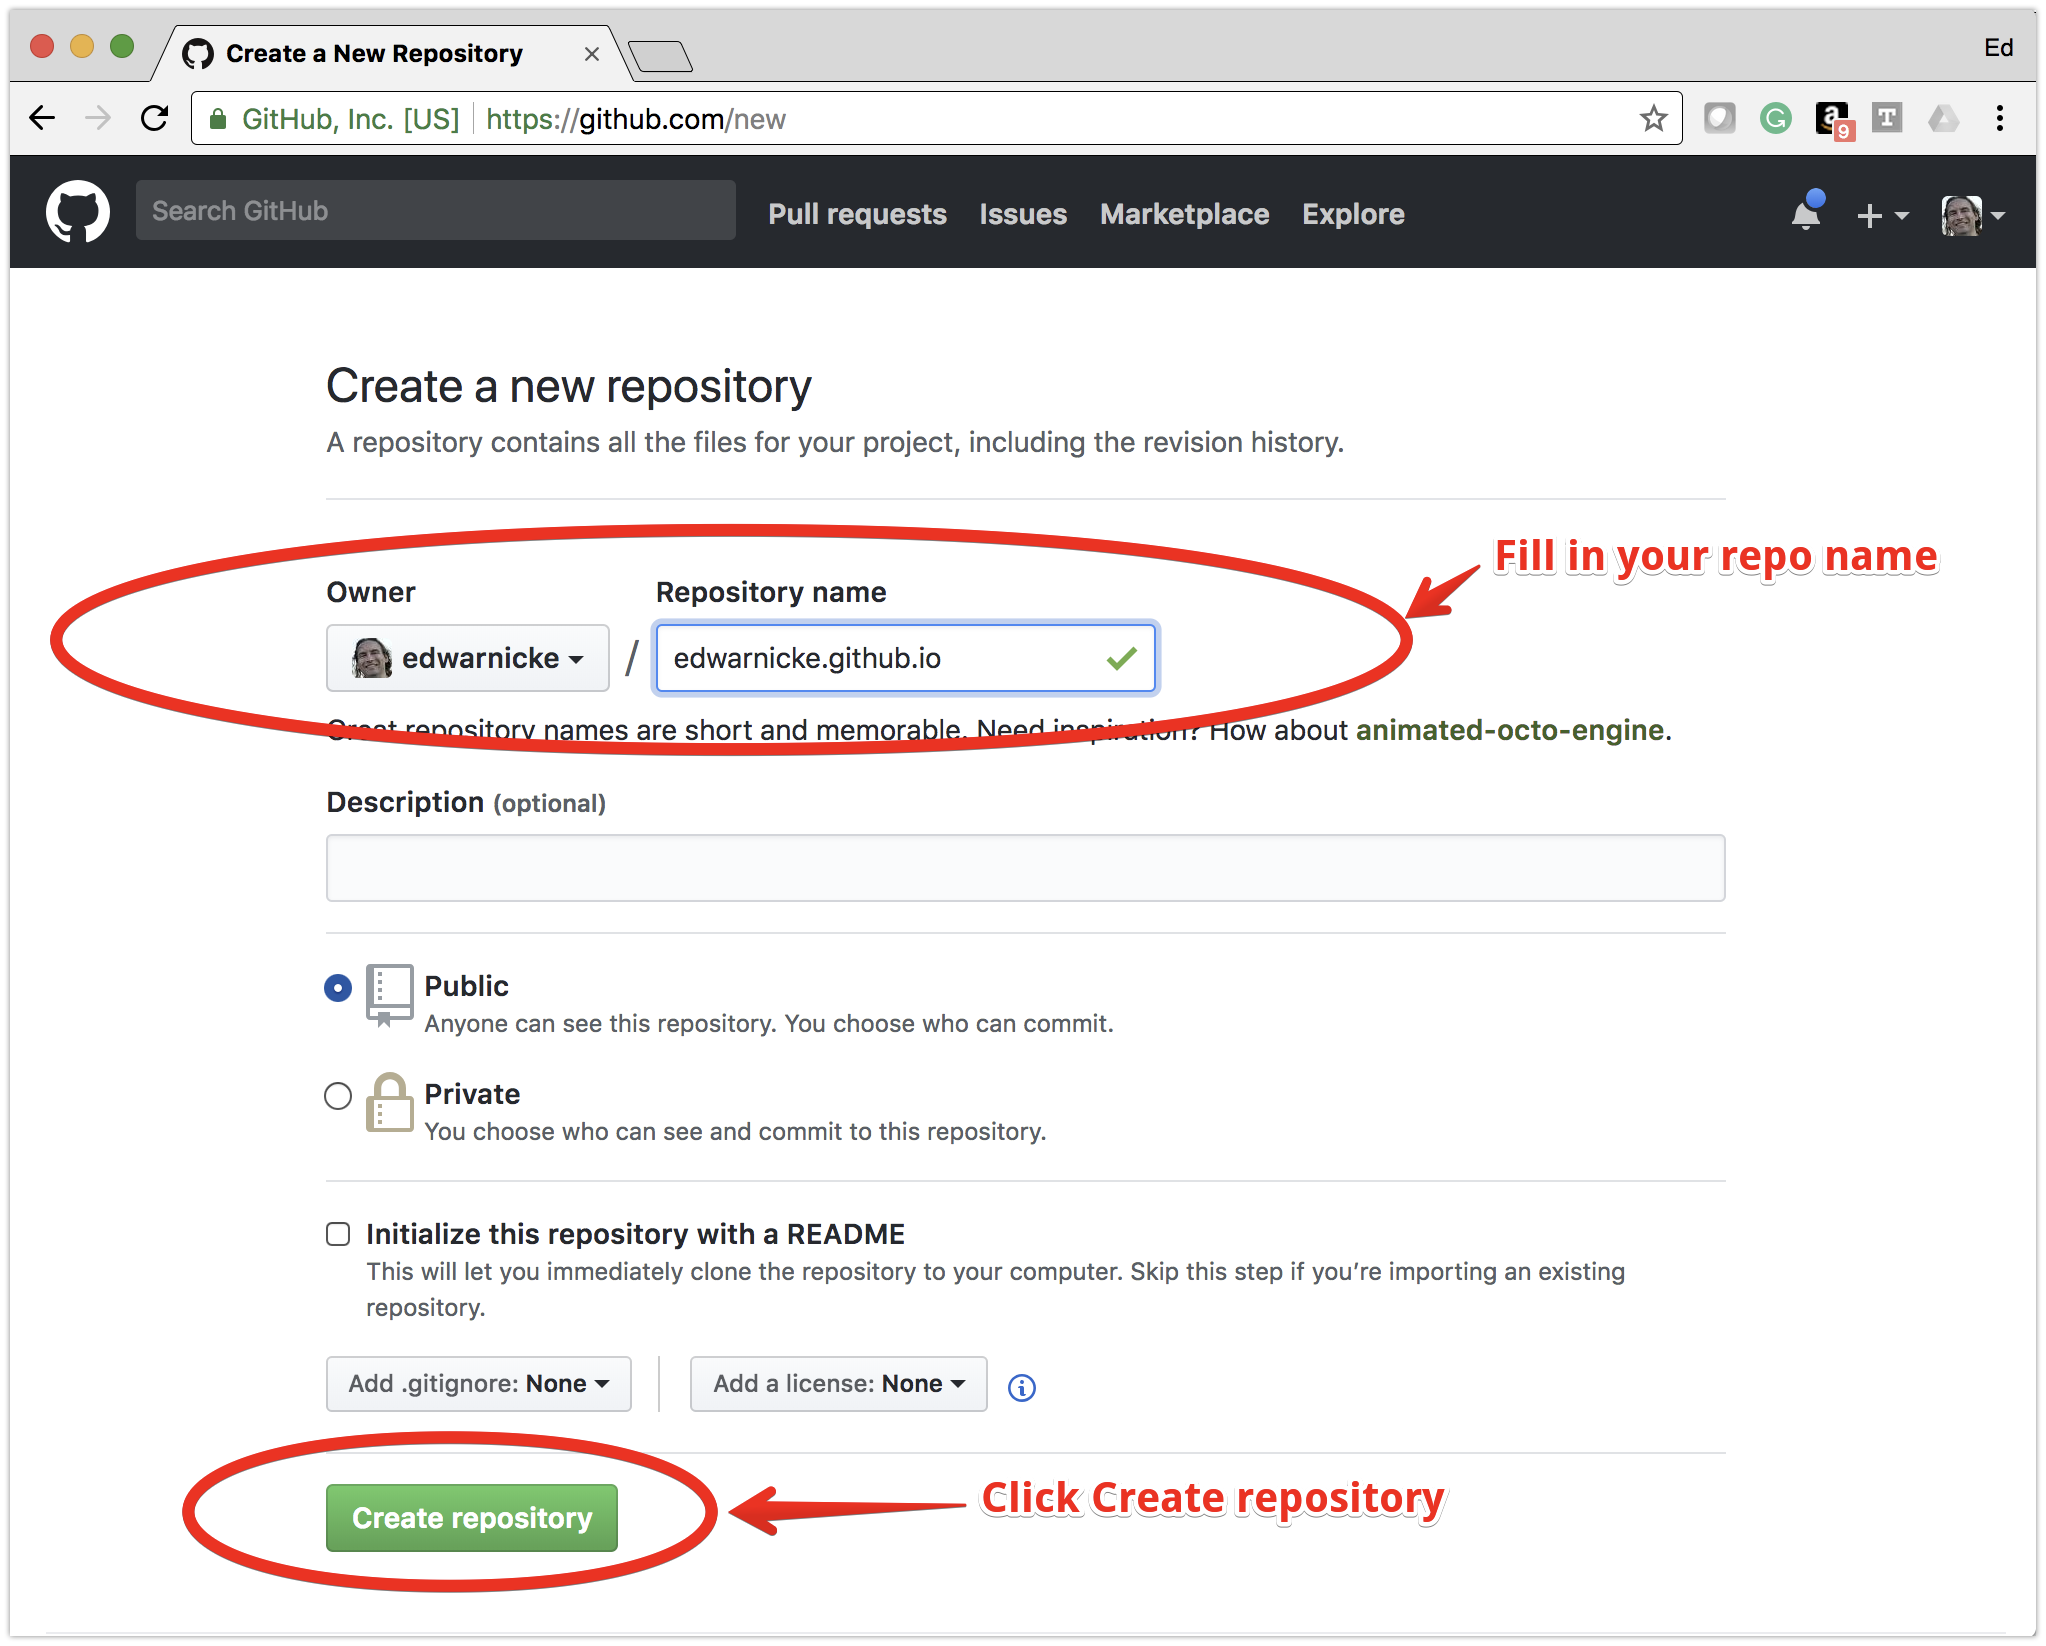 Create a New Repository
Ed
GitHub, Inc. [US] https://github.com/new
9
Search GitHub
Pull requests Issues Marketplace Explore
Create a new repository
A repository contains all the files for your project, including the revision history.
Fill in your repo name
Owner Repository name
edwarnicke / edwarnicke.github.io
Great repository names are short and memorable. Need inspiration? How about animated-octo-engine.
Description (optional)
Public
Anyone can see this repository. You choose who can commit.
Private
You choose who can see and commit to this repository.
Initialize this repository with a README
This will let you immediately clone the repository to your computer. Skip this step if you’re importing an existing
repository.
Add .gitignore: None Add a license: None
Create repository
Click Create repository